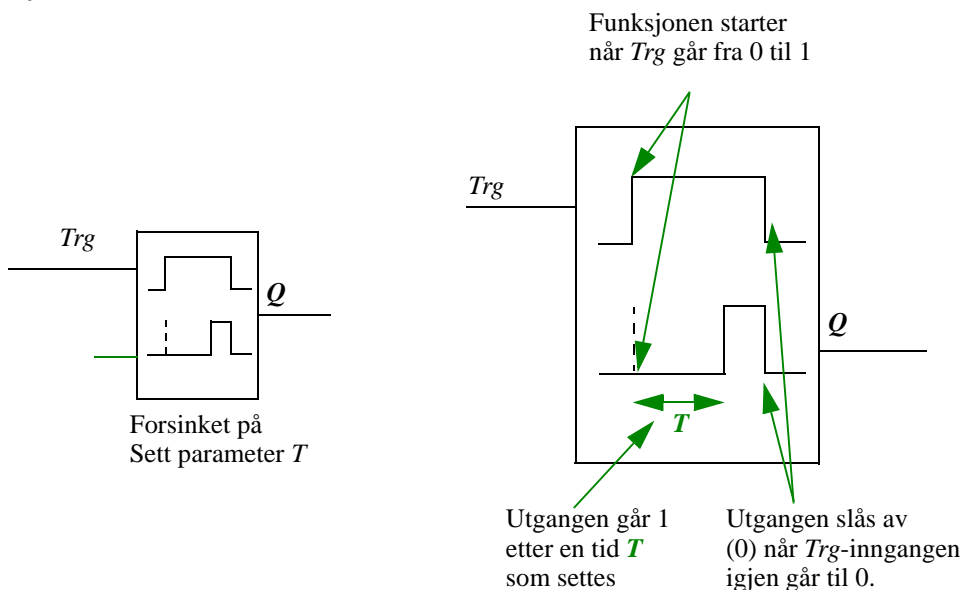 Funksjonen starter
når Trg går fra 0 til 1
Trg
Q
Forsinket på
Sett parameter T
Trg
Q
T
Utgangen går 1
etter en tid T
som settes
Utgangen slås av
(0) når Trg-inngangen
igjen går til 0.